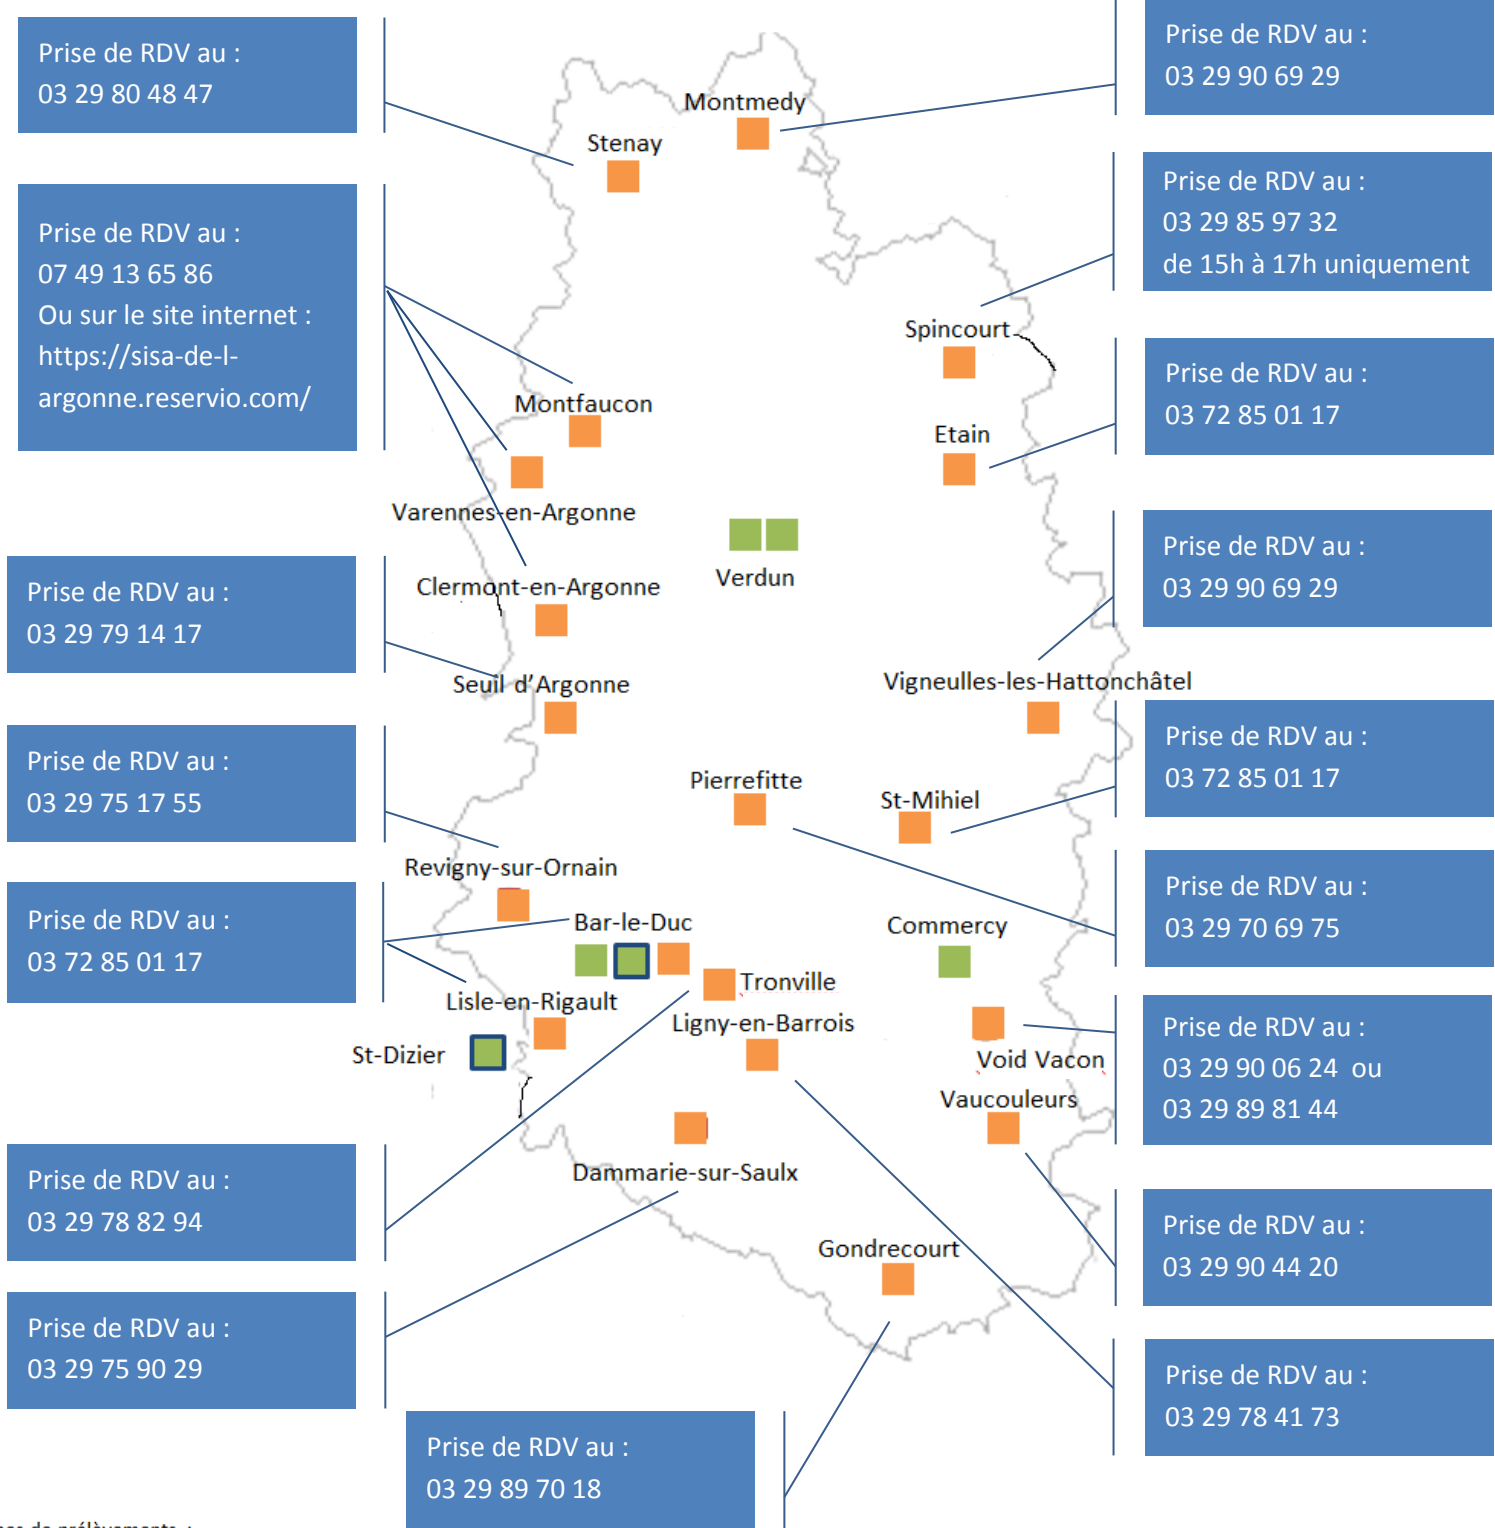 Prise de RDV au :
03 29 80 48 47
Prise de RDV au :
03 29 90 69 29
Montmedy
Stenay
Prise de RDV au :
03 29 85 97 32
de 15h à 17h uniquement
Prise de RDV au :
07 49 13 65 86
Ou sur le site internet :
https://sisa-de-l-
argonne.reservio.com/
Spincourt
Prise de RDV au :
03 72 85 01 17
Montfaucon
Etain
Varennes-en-Argonne
Verdun
Prise de RDV au :
03 29 90 69 29
Clermont-en-Argonne
Prise de RDV au :
03 29 79 14 17
Seuil d’Argonne
Vigneulles-les-Hattonchâtel
Prise de RDV au :
03 72 85 01 17
Prise de RDV au :
03 29 75 17 55
Pierrefitte
St-Mihiel
Revigny-sur-Ornain
Prise de RDV au :
03 29 70 69 75
Prise de RDV au :
03 72 85 01 17
Bar-le-Duc
Commercy
Tronville
Lisle-en-Rigault
Ligny-en-Barrois
St-Dizier
Void Vacon
Prise de RDV au :
03 29 90 06 24 ou
03 29 89 81 44
Vaucouleurs
Dammarie-sur-Saulx
Prise de RDV au :
03 29 78 82 94
Prise de RDV au :
03 29 90 44 20
Gondrecourt
Prise de RDV au :
03 29 75 90 29
Prise de RDV au :
03 29 78 41 73
Prise de RDV au :
03 29 89 70 18
de prélèvements :